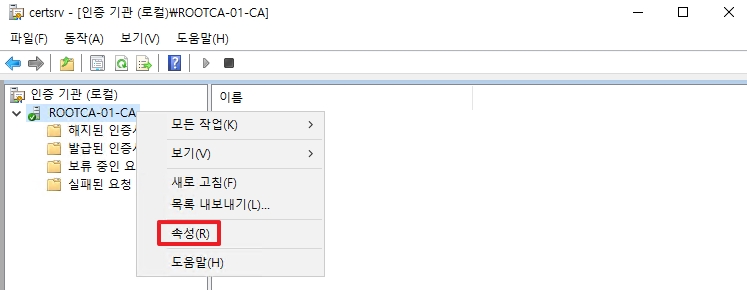 certsrv - [인증 기관 (로컬)₩ROOTCA-01-CA]
파일(F) 동작(A) 보기(V) 도움말(H)
인증 기관 (로컬)
이름
ROOTCA-01-CA
해지된 인증서
발급된 인증서
보류 중인 요
실패된 요청
모든 작업(K)
보기(V)
새로 고침(F)
목록 내보내기(L)...
속성(R)
도움말(H)